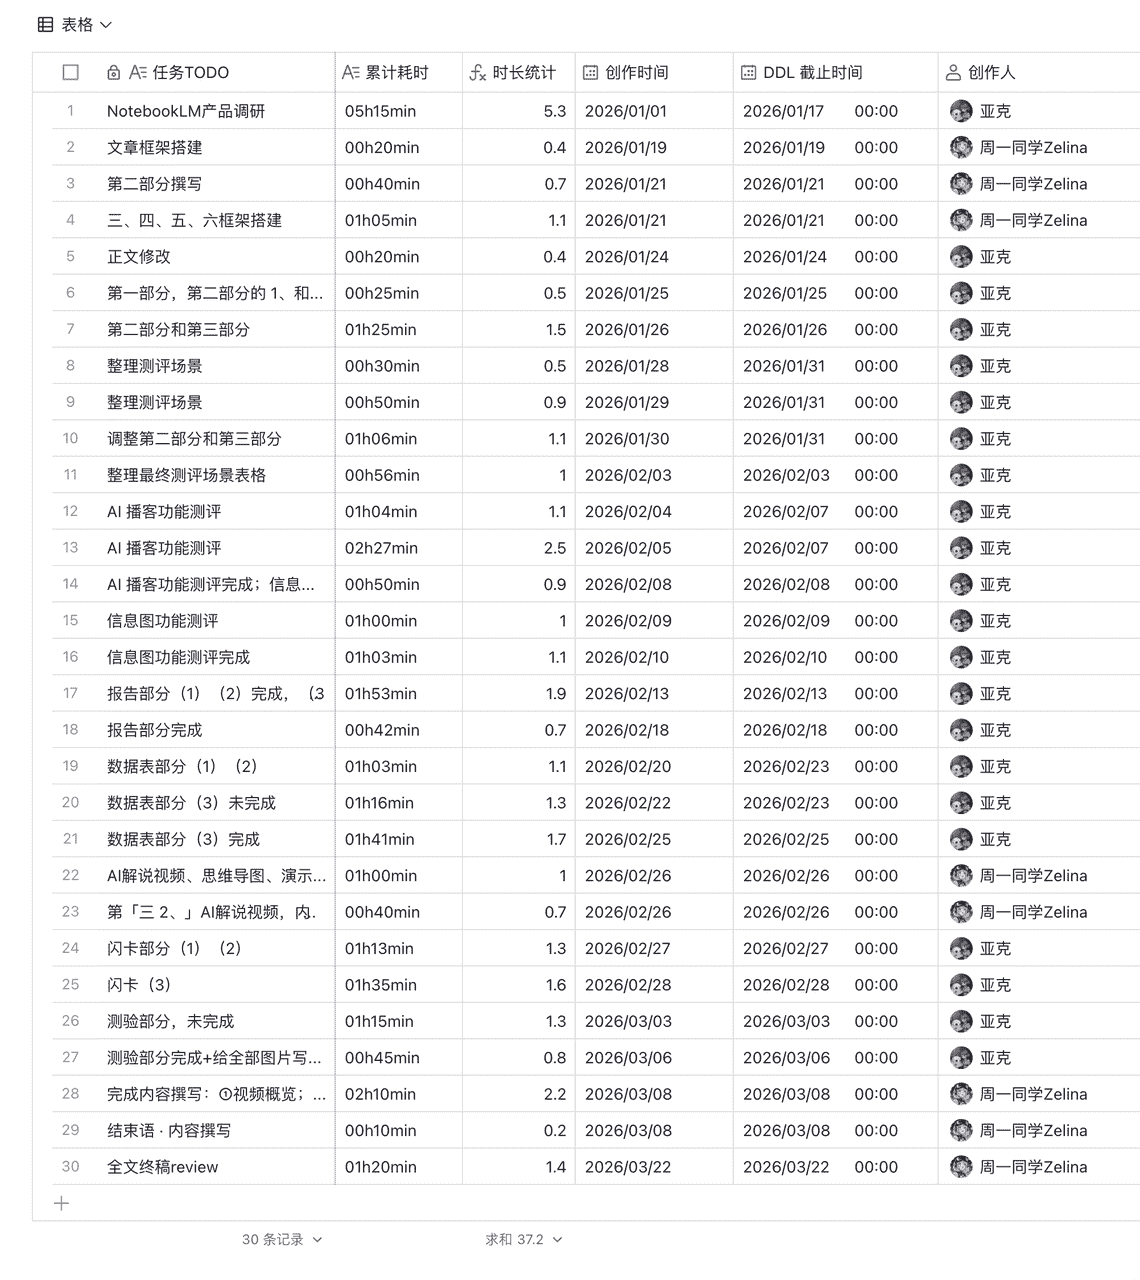 表格
任务TODO 累计耗时 时长统计 创作时间 DDL 截止时间 创作人
1 NotebookLM产品调研 05h15min 5.3 2026/01/01 2026/01/17 00:00 亚克
2 文章框架搭建 00h20min 0.4 2026/01/19 2026/01/19 00:00 周一同学Zelina
3 第二部分撰写 00h40min 0.7 2026/01/21 2026/01/21 00:00 周一同学Zelina
4 三、四、五、六框架搭建 01h05min 1.1 2026/01/21 2026/01/21 00:00 周一同学Zelina
5 正文修改 00h20min 0.4 2026/01/24 2026/01/24 00:00 亚克
6 第一部分，第二部分的 1、和... 00h25min 0.5 2026/01/25 2026/01/25 00:00 亚克
7 第二部分和第三部分 01h25min 1.5 2026/01/26 2026/01/26 00:00 亚克
8 整理测评场景 00h30min 0.5 2026/01/28 2026/01/31 00:00 亚克
9 整理测评场景 00h50min 0.9 2026/01/29 2026/01/31 00:00 亚克
10 调整第二部分和第三部分 01h06min 1.1 2026/01/30 2026/01/31 00:00 亚克
11 整理最终测评场景表格 00h56min 1 2026/02/03 2026/02/03 00:00 亚克
12 AI 播客功能测评 01h04min 1.1 2026/02/04 2026/02/07 00:00 亚克
13 AI 播客功能测评 02h27min 2.5 2026/02/05 2026/02/07 00:00 亚克
14 AI 播客功能测评完成；信息... 00h50min 0.9 2026/02/08 2026/02/08 00:00 亚克
15 信息图功能测评 01h00min 1 2026/02/09 2026/02/09 00:00 亚克
16 信息图功能测评完成 01h03min 1.1 2026/02/10 2026/02/10 00:00 亚克
17 报告部分（1）（2）完成，（3 01h53min 1.9 2026/02/13 2026/02/13 00:00 亚克
18 报告部分完成 00h42min 0.7 2026/02/18 2026/02/18 00:00 亚克
19 数据表部分（1）（2） 01h03min 1.1 2026/02/20 2026/02/23 00:00 亚克
20 数据表部分（3）未完成 01h16min 1.3 2026/02/22 2026/02/23 00:00 亚克
21 数据表部分（3）完成 01h41min 1.7 2026/02/25 2026/02/25 00:00 亚克
22 AI解说视频、思维导图、演示... 01h00min 1 2026/02/26 2026/02/26 00:00 周一同学Zelina
23 第「三 2、」AI解说视频，内. 00h40min 0.7 2026/02/26 2026/02/26 00:00 周一同学Zelina
24 闪卡部分（1）（2） 01h13min 1.3 2026/02/27 2026/02/27 00:00 亚克
25 闪卡（3） 01h35min 1.6 2026/02/28 2026/02/28 00:00 亚克
26 测验部分，未完成 01h15min 1.3 2026/03/03 2026/03/03 00:00 亚克
27 测验部分完成+给全部图片写... 00h45min 0.8 2026/03/06 2026/03/06 00:00 亚克
28 完成内容撰写：①视频概览；... 02h10min 2.2 2026/03/08 2026/03/08 00:00 周一同学Zelina
29 结束语 · 内容撰写 00h10min 0.2 2026/03/08 2026/03/08 00:00 周一同学Zelina
30 全文终稿review 01h20min 1.4 2026/03/22 2026/03/22 00:00 周一同学Zelina
30 条记录 求和 37.2